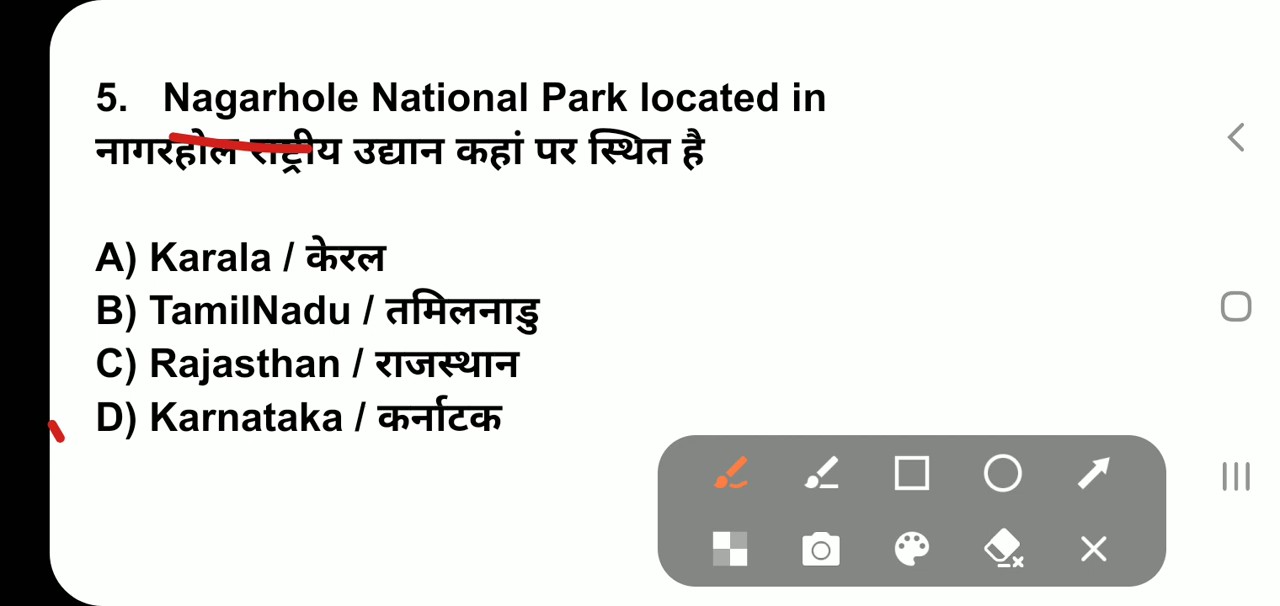 5. Nagarhole National Park located in
नागरहोल राष्ट्रीय उद्यान कहां पर स्थित है
A) Karala / केरल
B) TamilNadu / तमिलनाडु
C) Rajasthan / राजस्थान
D) Karnataka / कर्नाटक